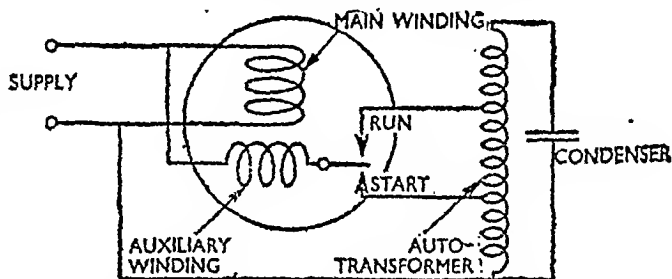 MAIN WINDING
SUPPLY
RUN
CONDENSER
START
AUXILIARY
WINDING
AUTO-
TRANSFORMER